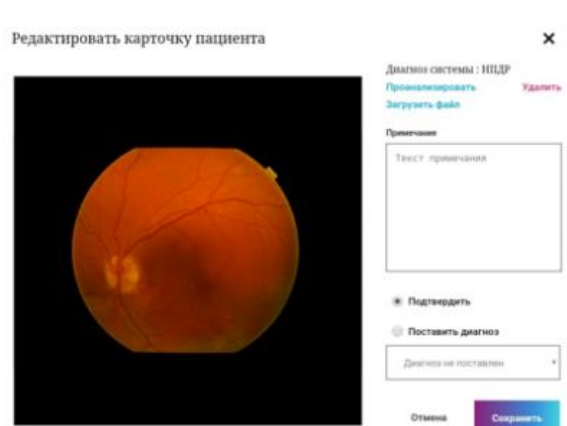 Редактировать карточку пациента
Диагноз системы : НПДР
Проанализировать
Удалить
Загрузить файл
Примечание
Текст примечания
Подтвердить
Поставить диагноз
Диагноз не поставлен
Отмена
Сохранить